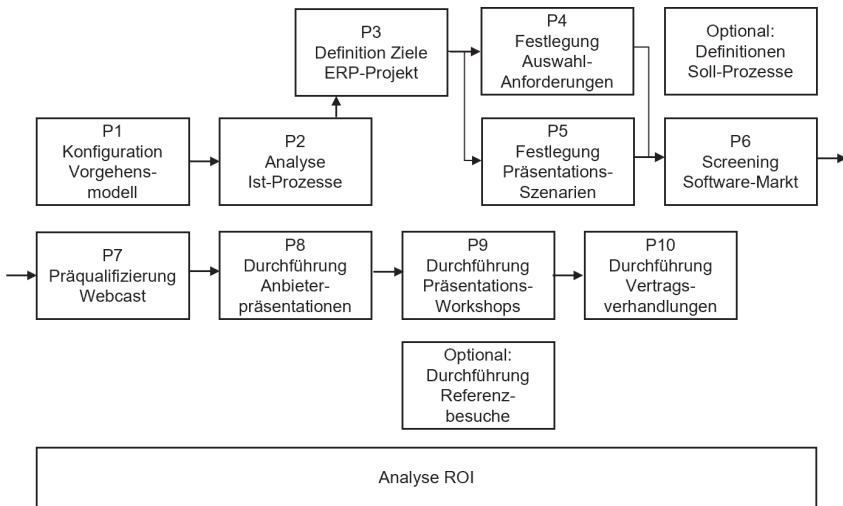 P3
Definition Ziele
ERP-Projekt
P4
Festlegung
Auswahl-
Anforderungen
Optional:
Definitionen
Soll-Prozesse
P1
Konfiguration
Vorgehens-
modell
P2
Analyse
Ist-Prozesse
P5
Festlegung
Präsentations-
Szenarien
P6
Screening
Software-Markt
P7
Präqualifizierung
Webcast
P8
Durchführung
Anbieter-
präsentationen
P9
Durchführung
Präsentations-
Workshops
P10
Durchführung
Vertrags-
verhandlungen
Optional:
Durchführung
Referenz-
besuche
Analyse ROI